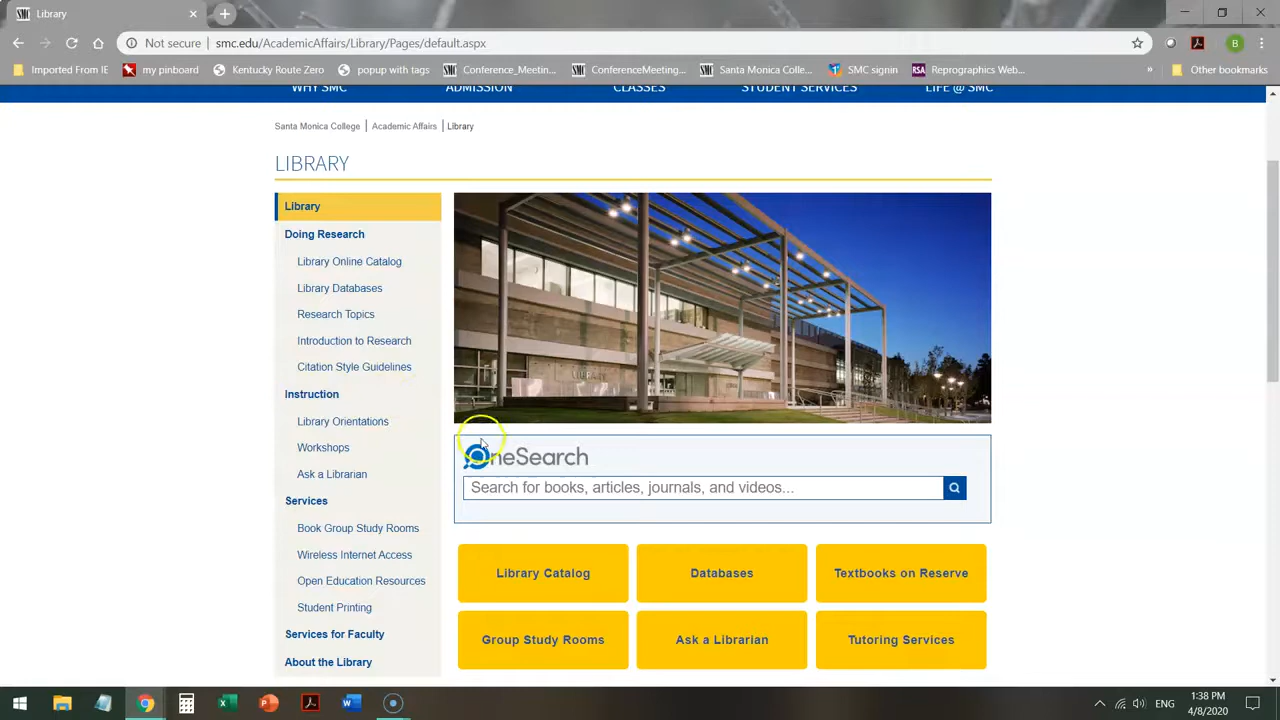 Library
Not secure | smc.edu/AcademicAffairs/Library/Pages/default.aspx
B
Imported From IE
my pinboard
Kentucky Route Zero
popup with tags
Conference_Meetin...
ConferenceMeeting...
Santa Monica Colle...
SMC signin
Reprographics Web...
»
Other bookmarks
WHY SMC
ADMISSION
CLASSES
STUDENT SERVICES
LIFE @ SMC
Santa Monica College | Academic Affairs | Library
LIBRARY
Library
Doing Research
Library Online Catalog
Library Databases
Research Topics
Introduction to Research
Citation Style Guidelines
Instruction
Library Orientations
Workshops
Ask a Librarian
Services
Book Group Study Rooms
Wireless Internet Access
Open Education Resources
Student Printing
Services for Faculty
About the Library
OneSearch
Search for books, articles, journals, and videos...
Library Catalog
Databases
Textbooks on Reserve
Group Study Rooms
Ask a Librarian
Tutoring Services
ENG
1:38 PM
4/8/2020